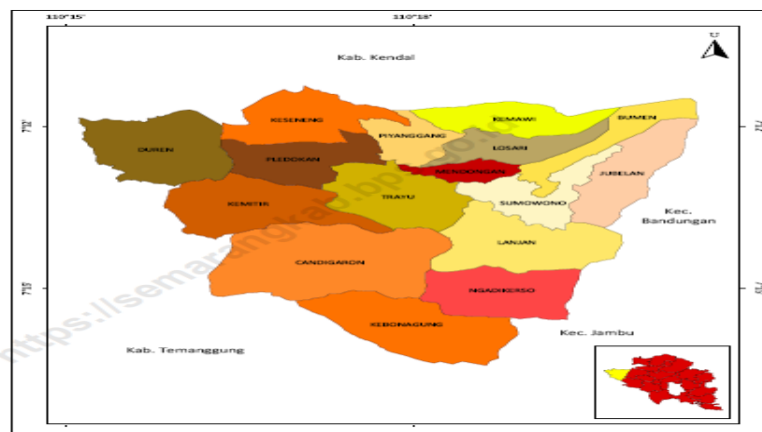 110°15'
110°18'
Kab. Kendal
U
KESENENG
KEMAWI
BUMEN
PIYANGGANG
DUREN
LOSARI
PLEDOKAN
MENDONGAN
JUBELAN
KEMITIR
TRAYU
SUMOWONO
Kec.
Bandungan
LANJAN
CANDIGARON
NGADIKERSO
KEBONAGUNG
Kec. Jambu
Kab. Temanggung
https://semarangkab.bps.go.id